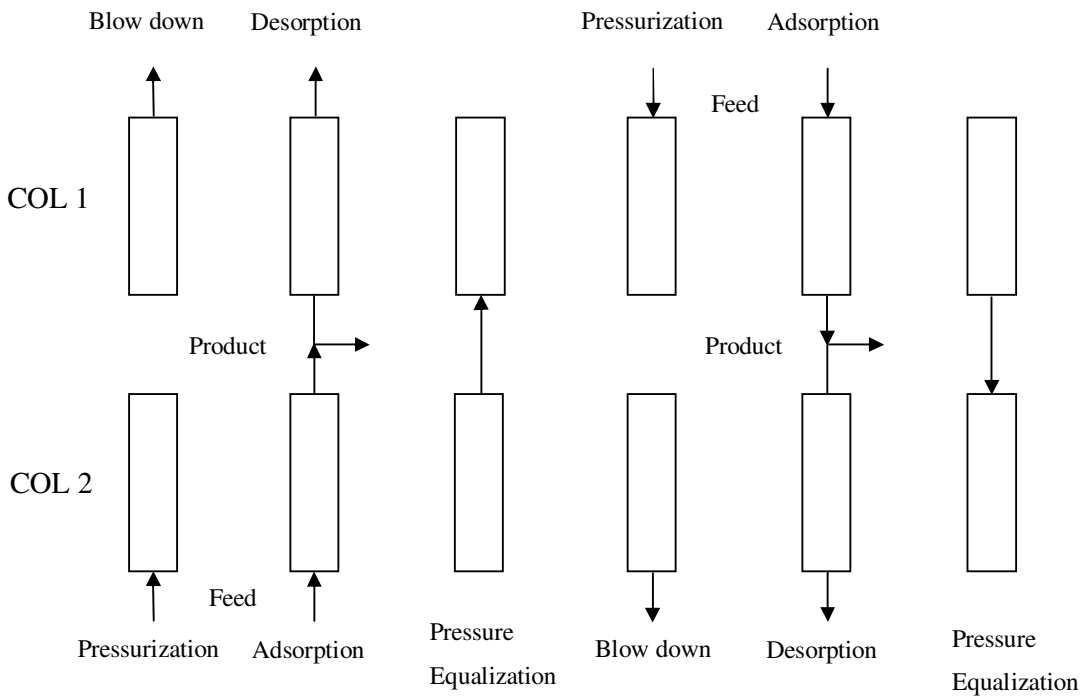 Blow down
Desorption
Pressurization
Adsorption
Feed
COL 1
Product
Product
COL 2
Feed
Pressurization
Adsorption
Pressure
Equalization
Blow down
Desorption
Pressure
Equalization